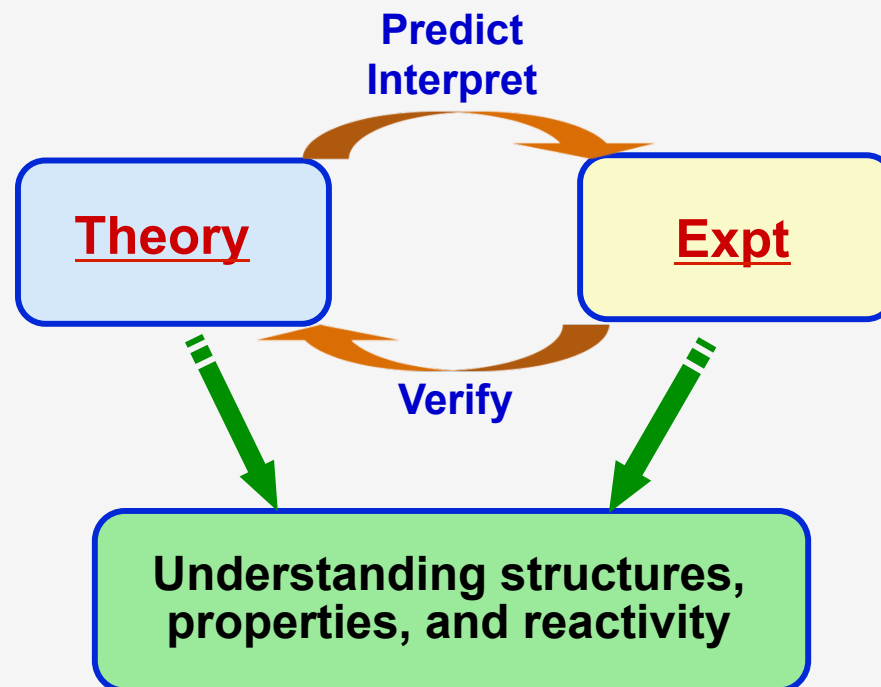 Predict
Interpret
Theory
Expt
Verify
Understanding structures,
properties, and reactivity